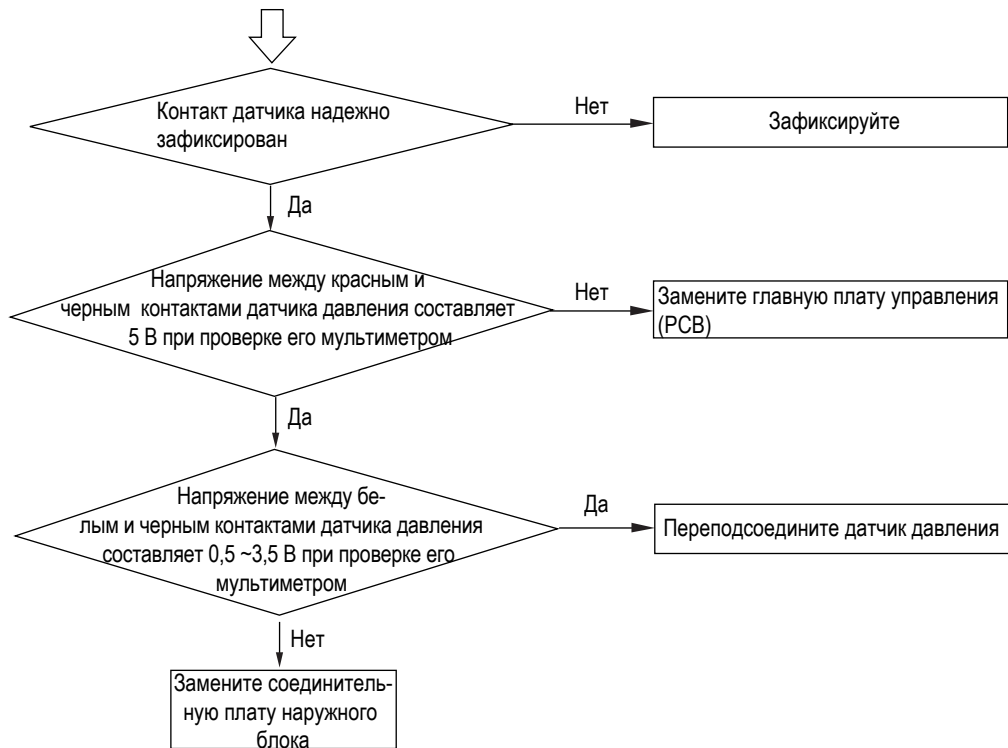 Контакт датчика надежно
зафиксирован
Нет
Зафиксируйте
Да
Напряжение между красным и
черным контактами датчика давления составляет
5 В при проверке его мультиметром
Нет
Замените главную плату управления
(PCB)
Да
Напряжение между бе-
лым и черным контактами датчика давления
составляет 0,5 ~3,5 В при проверке его
мультиметром
Да
Переподсоедините датчик давления
Нет
Замените соединитель-
ную плату наружного
блока